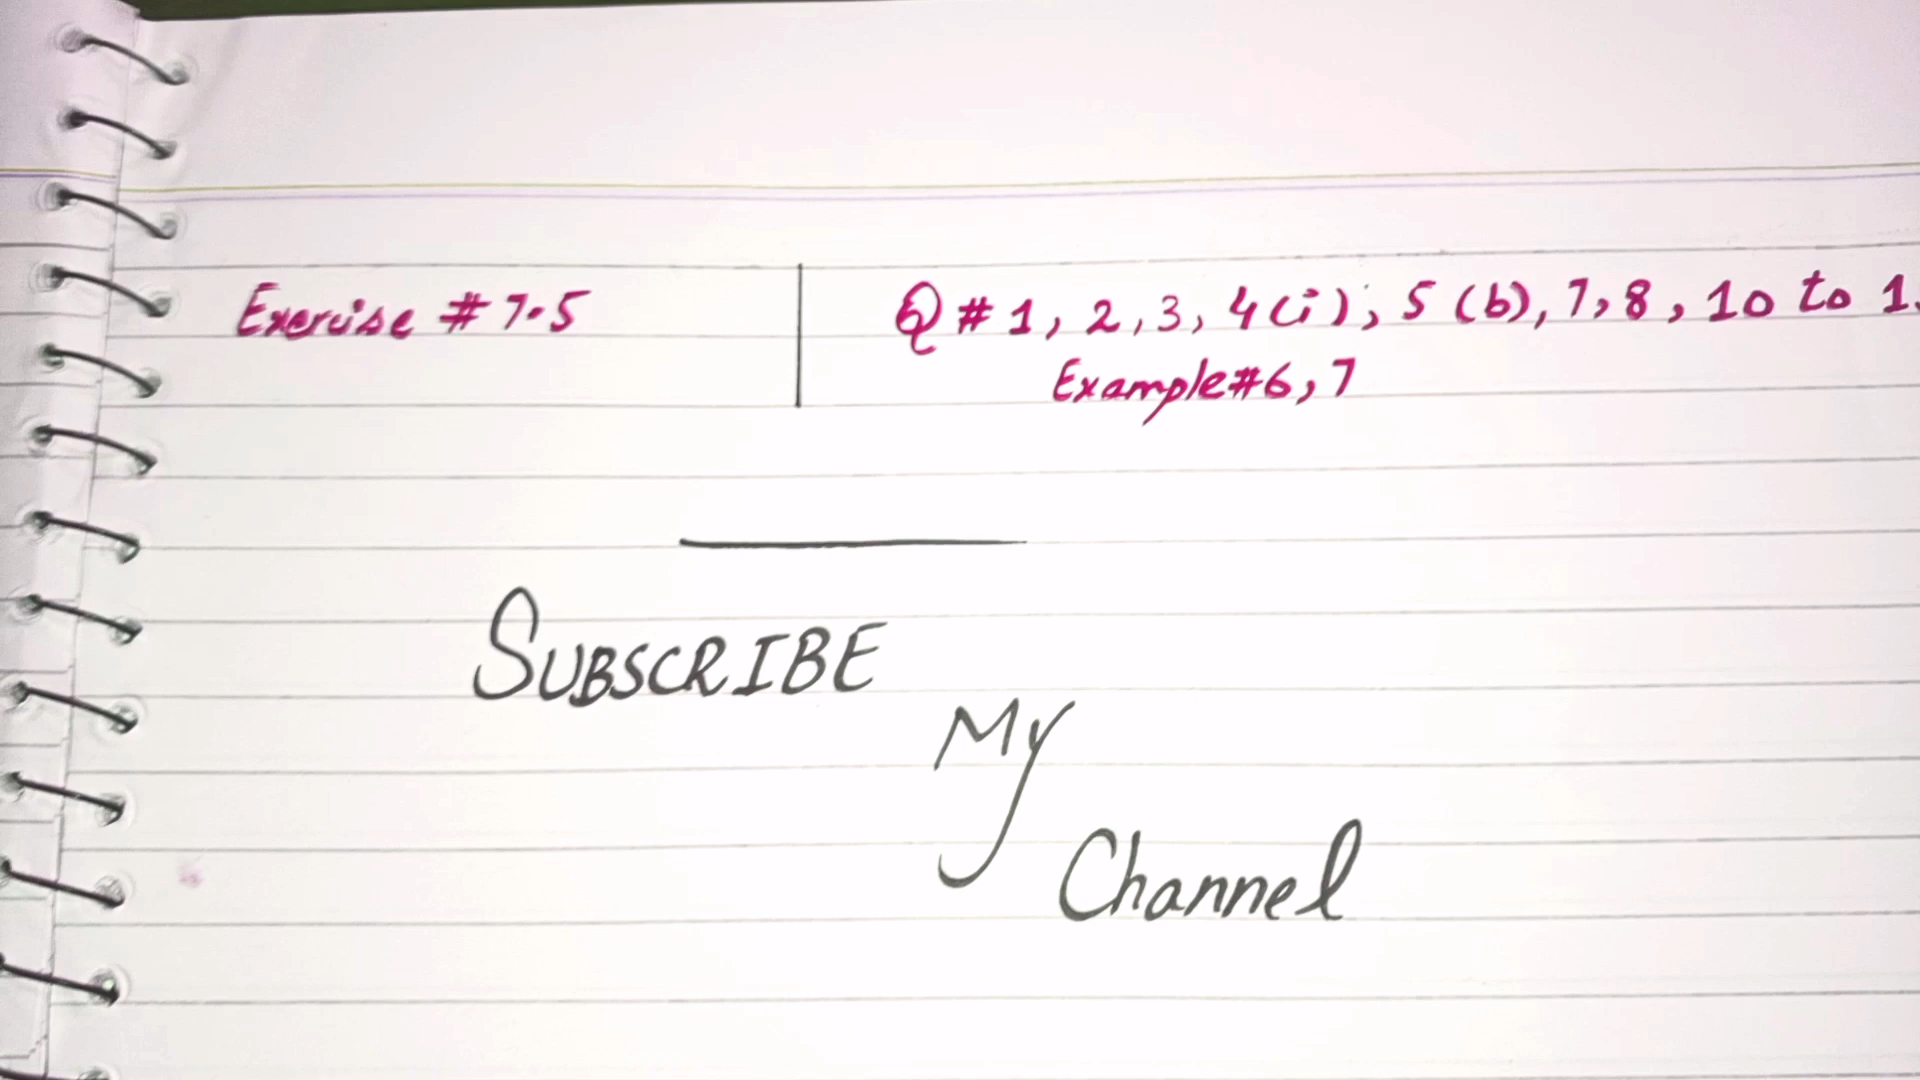 Exercise # 7.5
Q # 1, 2, 3, 4(i), 5 (b), 7, 8, 10 to
Example#6, 7
SUBSCRIBE
My
Channel